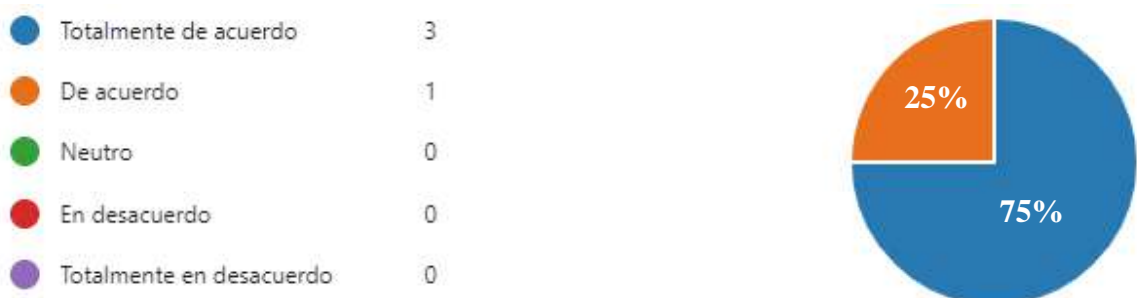 Totalmente de acuerdo 3
De acuerdo 1
Neutro 0
En desacuerdo 0
Totalmente en desacuerdo 0
25%
75%